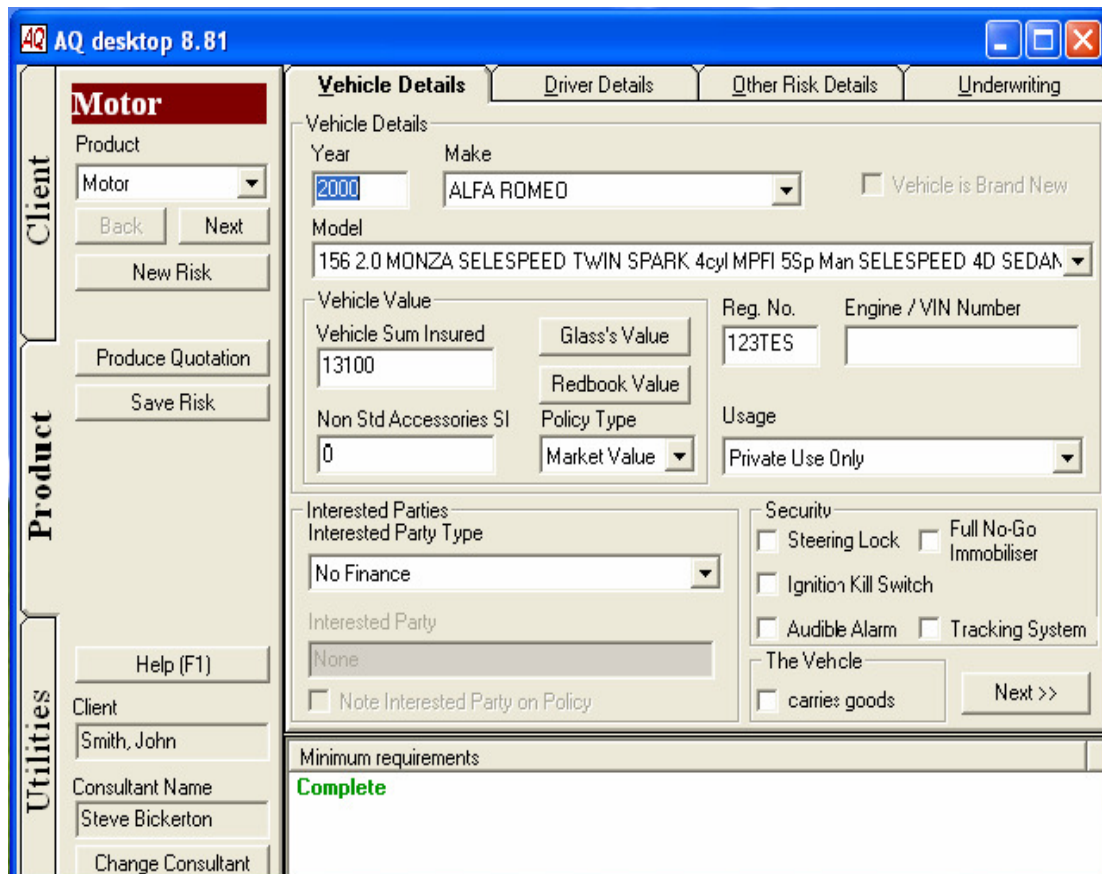 AQ AQ desktop 8.81
Client
Product
Utilities
Motor
Product
Motor
Back Next
New Risk
Produce Quotation
Save Risk
Help (F1)
Client
Smith, John
Consultant Name
Steve Bickerton
Change Consultant
Vehicle Details Driver Details Other Risk Details Underwriting
Vehicle Details
Year Make
2000 ALFA ROMEO Vehicle is Brand New
Model
156 2.0 MONZA SELESPEED TWIN SPARK 4cyl MPFI 5Sp Man SELESPEED 4D SEDAN
Vehicle Value
Vehicle Sum Insured Glass's Value
13100
Redbook Value
Non Std Accessories SI Policy Type
0 Market Value
Reg. No. Engine / VIN Number
123TES
Usage
Private Use Only
Interested Parties
Interested Party Type
No Finance
Interested Party
None
Note Interested Party on Policy
Security
Steering Lock Full No-Go
Immobiliser
Ignition Kill Switch
Audible Alarm Tracking System
The Vehcle
carries goods
Next >>
Minimum requirements
Complete